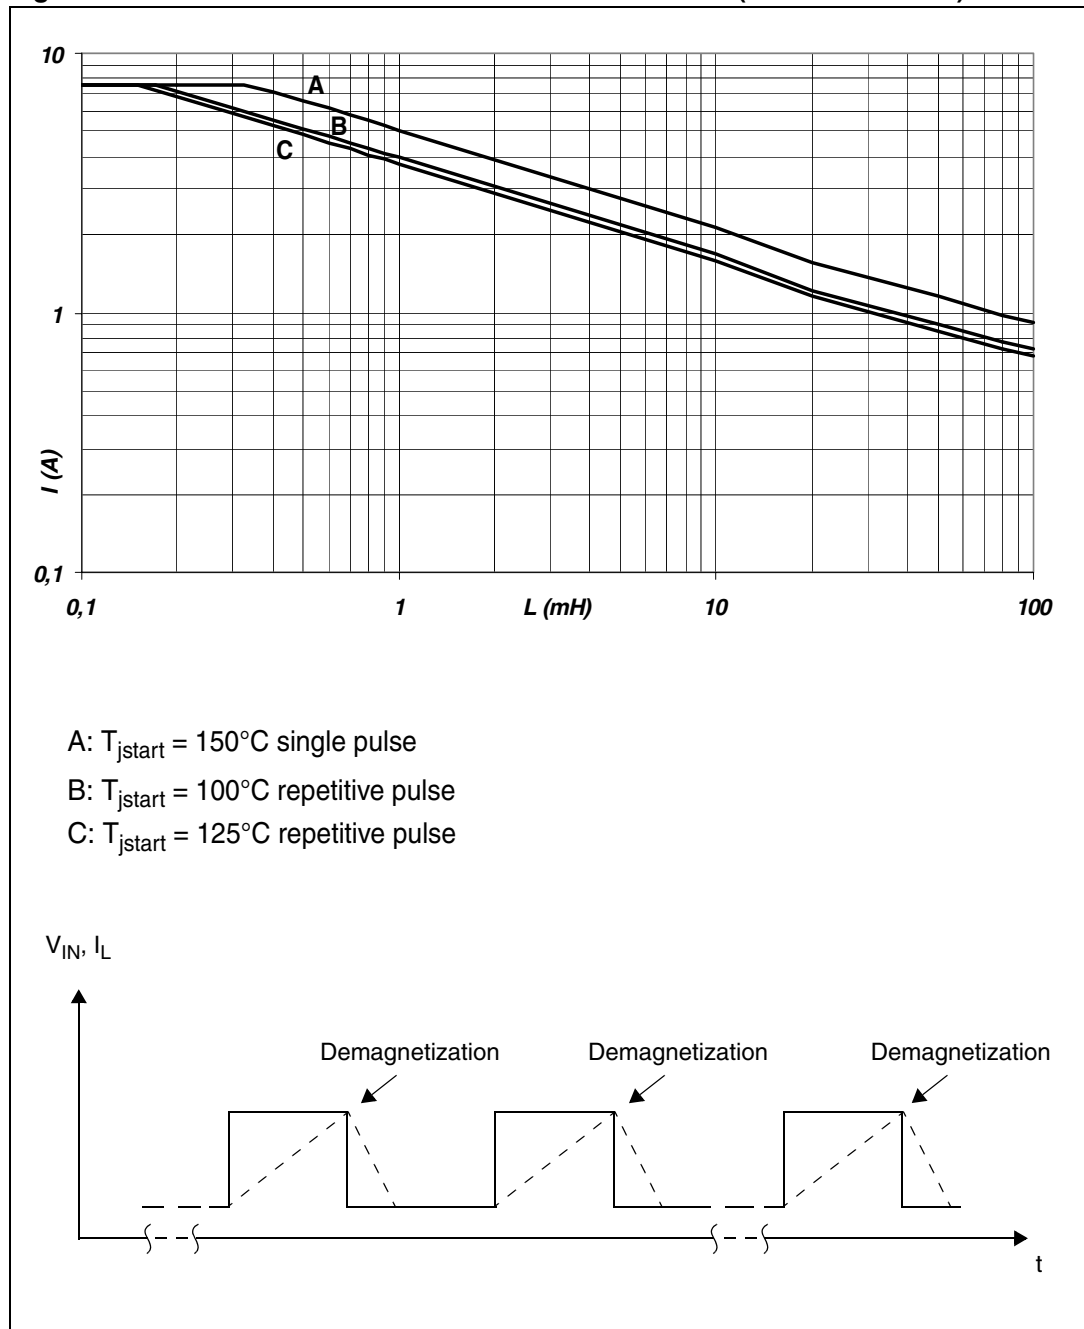 10
A
B
C
1
I (A)
0,1
0,1 1 L (mH) 10 100
A: Tjstart = 150°C single pulse
B: Tjstart = 100°C repetitive pulse
C: Tjstart = 125°C repetitive pulse
VIN, IL
Demagnetization Demagnetization Demagnetization
t